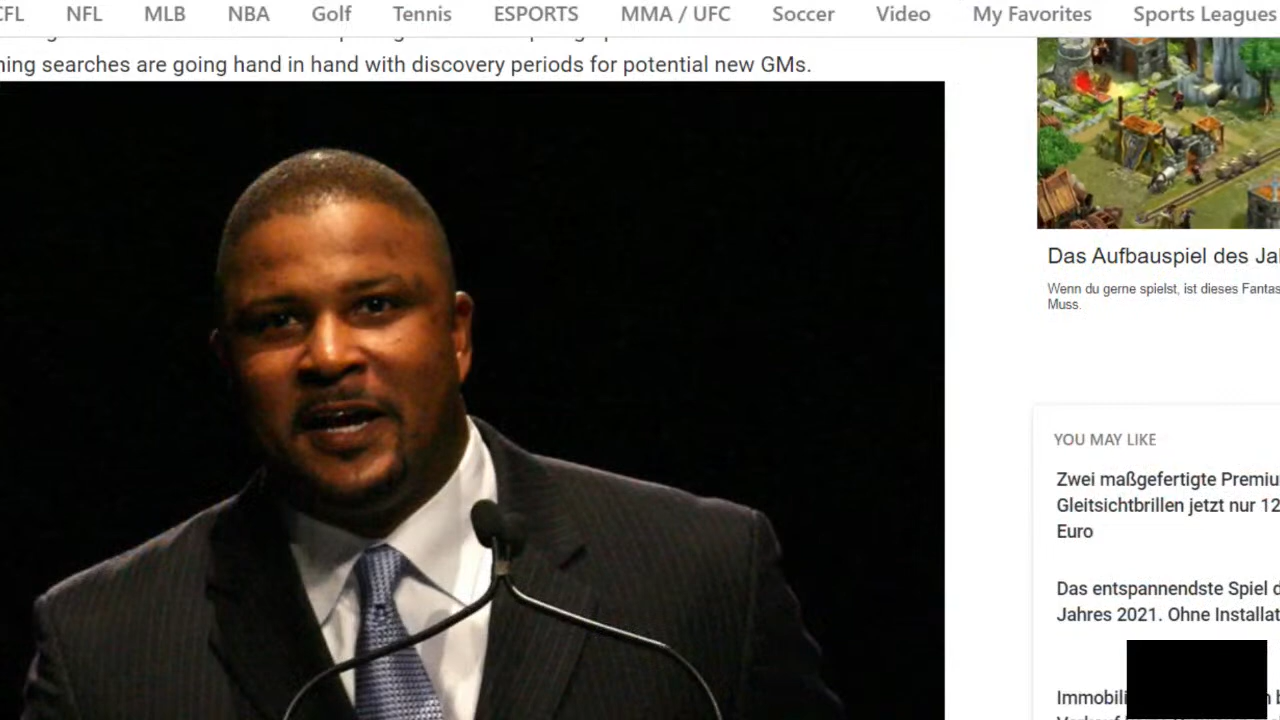 CFL NFL MLB NBA Golf Tennis ESPORTS MMA / UFC Soccer Video My Favorites Sports Leagues
searches are going hand in hand with discovery periods for potential new GMs.
Das Aufbauspiel des
Wenn du gerne spielst, ist dieses
Muss.
YOU MAY LIKE
Zwei maßgefertigte
Gleitsichtbrillen jetzt nur 12
Euro
Das entspannendste Spiel
Jahres 2021. Ohne